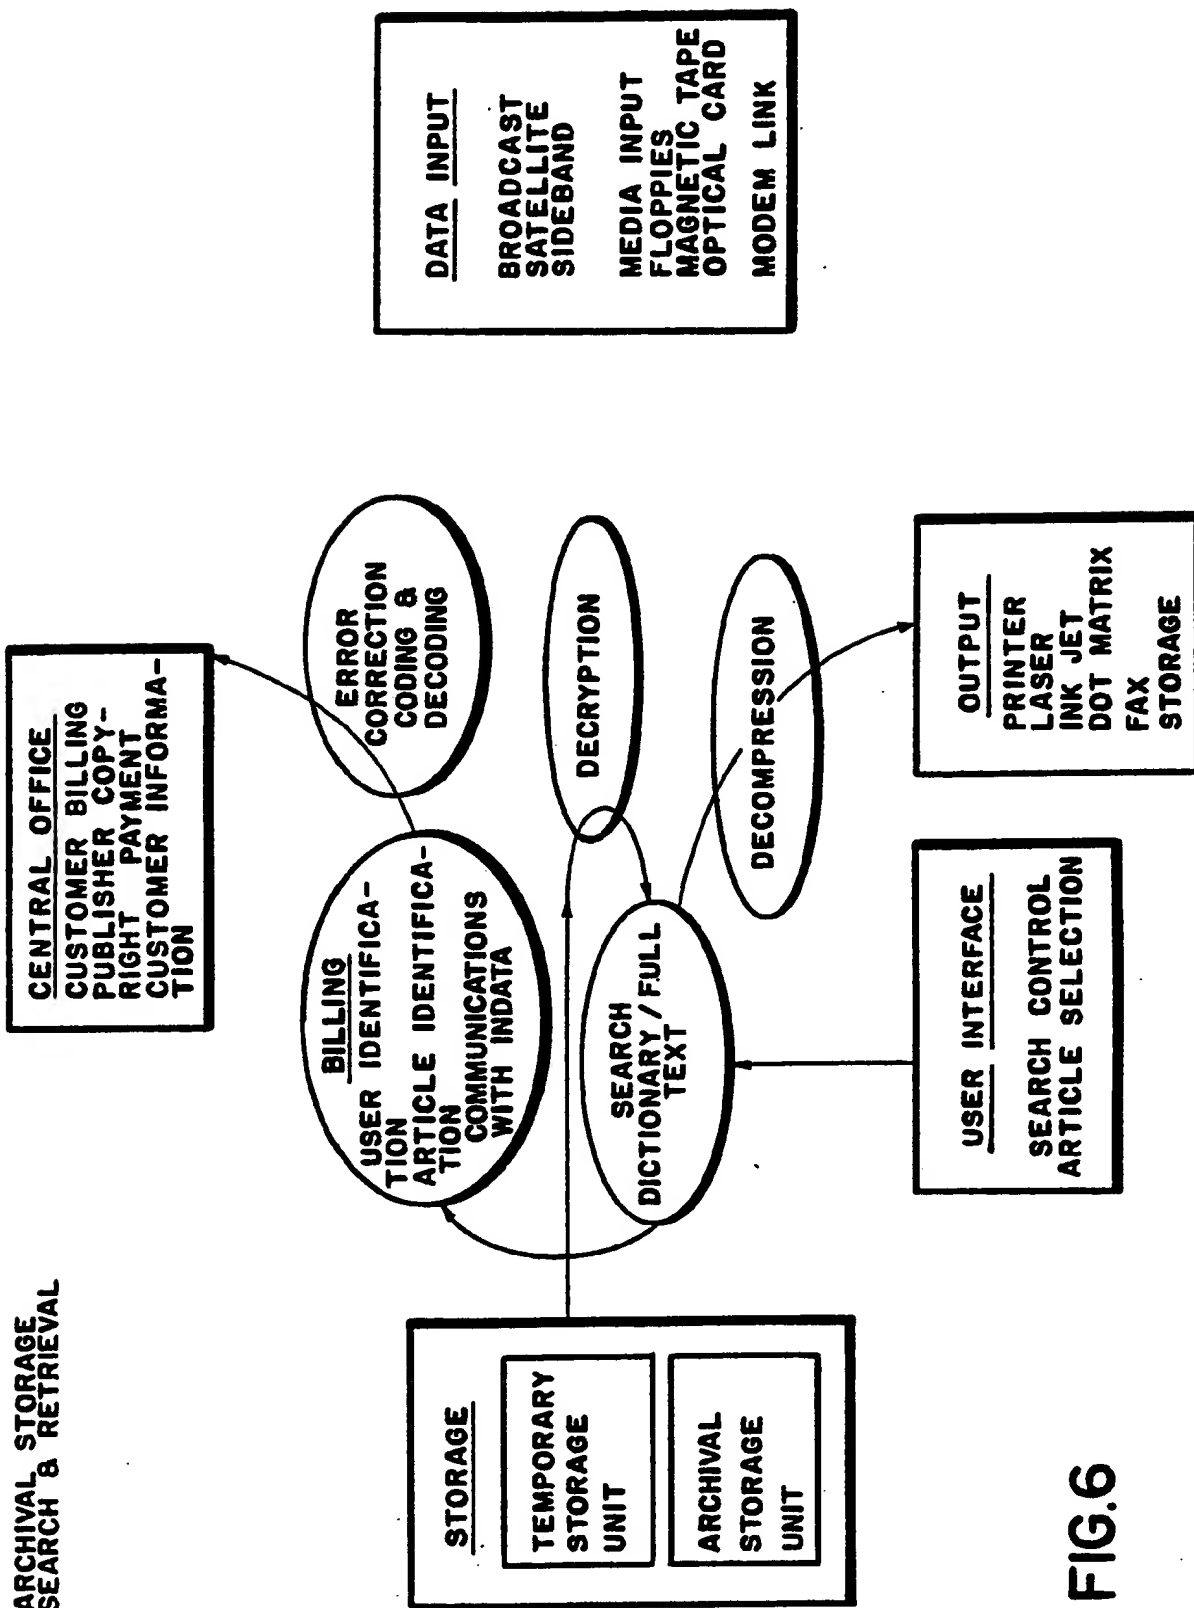 ARCHIVAL STORAGE
SEARCH & RETRIEVAL
CENTRAL OFFICE
CUSTOMER BILLING
PUBLISHER COPY-
RIGHT PAYMENT
CUSTOMER INFORMA-
TION
BILLING
USER IDENTIFICA-
TION
ARTICLE IDENTIFICA-
TION
COMMUNICATIONS
WITH INDATA
ERROR
CORRECTION
CODING &
DECODING
DATA INPUT
BROADCAST
SATELLITE
SIDEBAND
MEDIA INPUT
FLOPPIES
MAGNETIC TAPE
OPTICAL CARD
MODEM LINK
STORAGE
TEMPORARY
STORAGE
UNIT
ARCHIVAL
STORAGE
UNIT
SEARCH
DICTIONARY/FULL
TEXT
DECRYPTION
DECOMPRESSION
USER INTERFACE
SEARCH CONTROL
ARTICLE SELECTION
OUTPUT
PRINTER
LASER
INK JET
DOT MATRIX
FAX
STORAGE
FIG.6